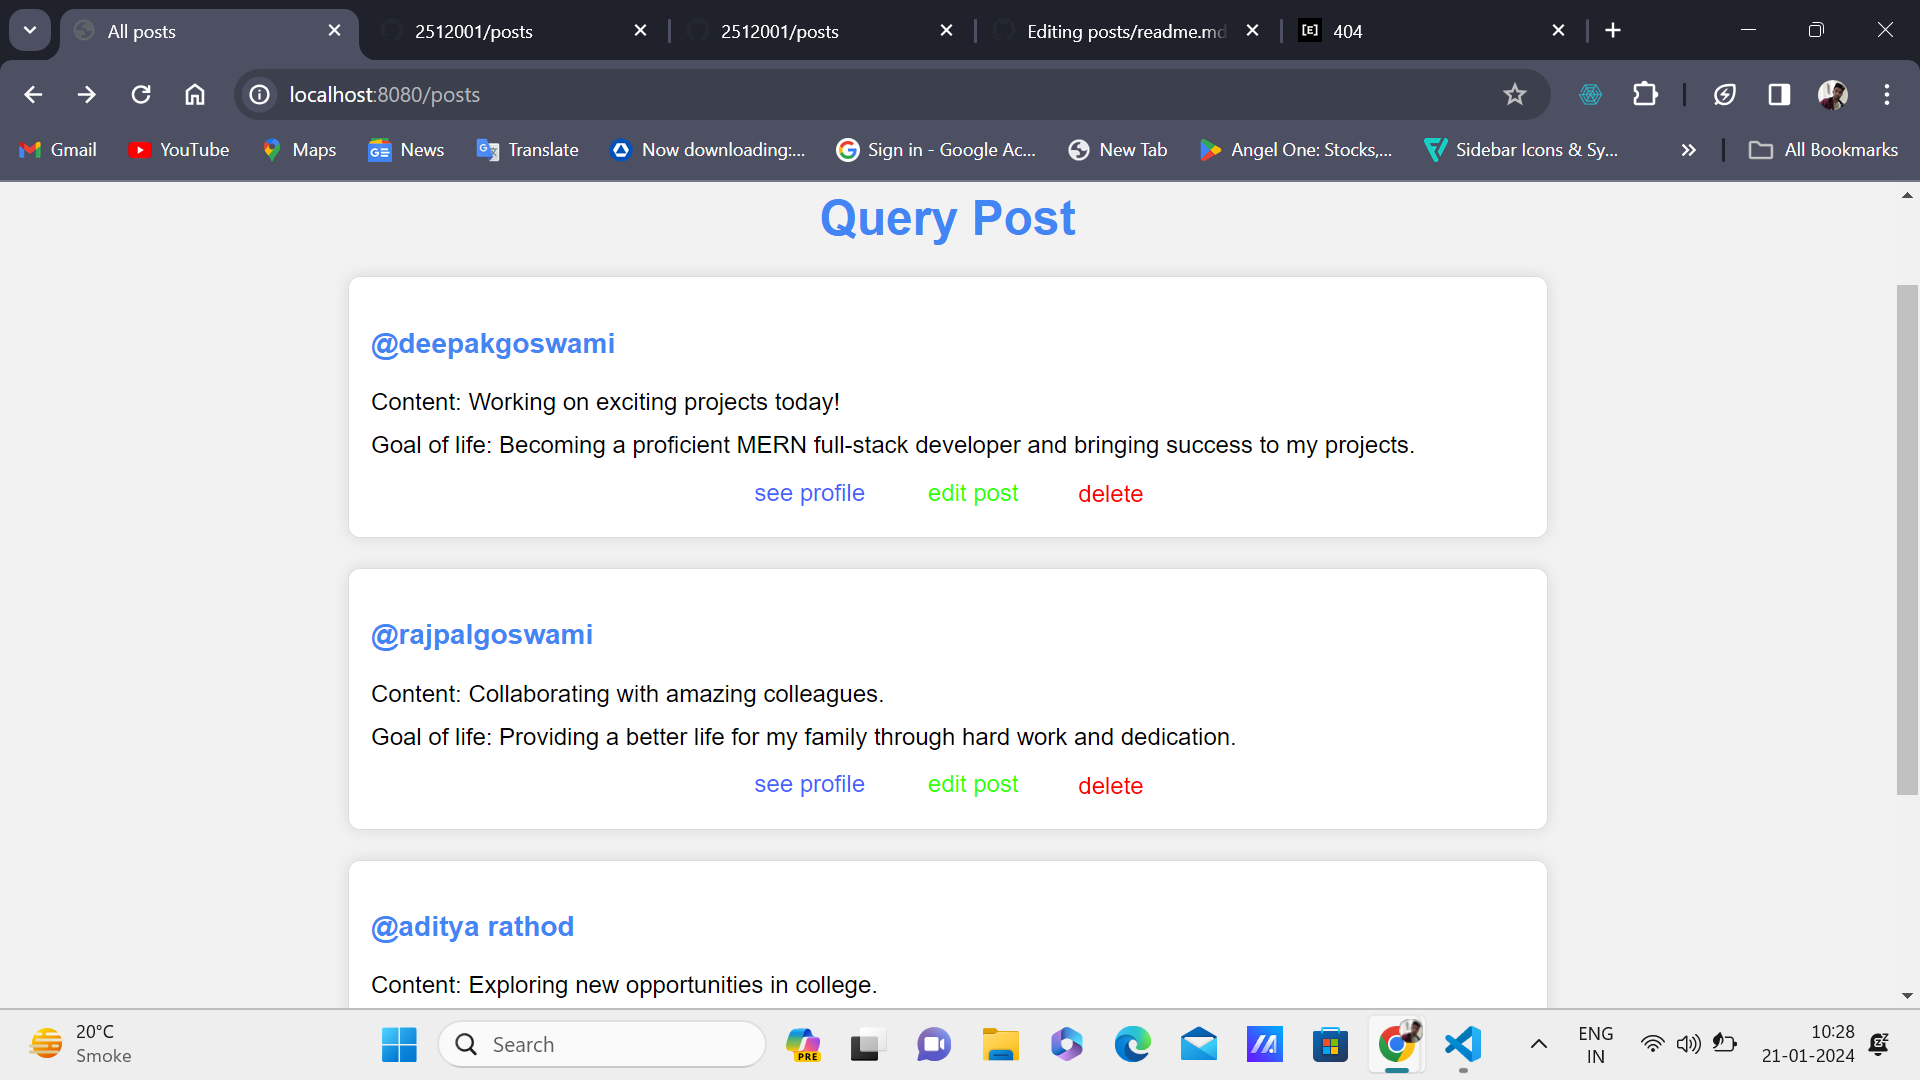 All posts
2512001/posts
2512001/posts
Editing posts/readme.md
[E] 404
localhost:8080/posts
Gmail
YouTube
Maps
News
Translate
Now downloading:...
Sign in - Google Ac...
New Tab
Angel One: Stocks,...
Sidebar Icons & Sy...
All Bookmarks
Query Post
@deepakgoswami
Content: Working on exciting projects today!
Goal of life: Becoming a proficient MERN full-stack developer and bringing success to my projects.
see profile edit post delete
@rajpalgoswami
Content: Collaborating with amazing colleagues.
Goal of life: Providing a better life for my family through hard work and dedication.
see profile edit post delete
@aditya rathod
Content: Exploring new opportunities in college.
20°C
Smoke
Search
PRE
ENG
IN
10:28
21-01-2024